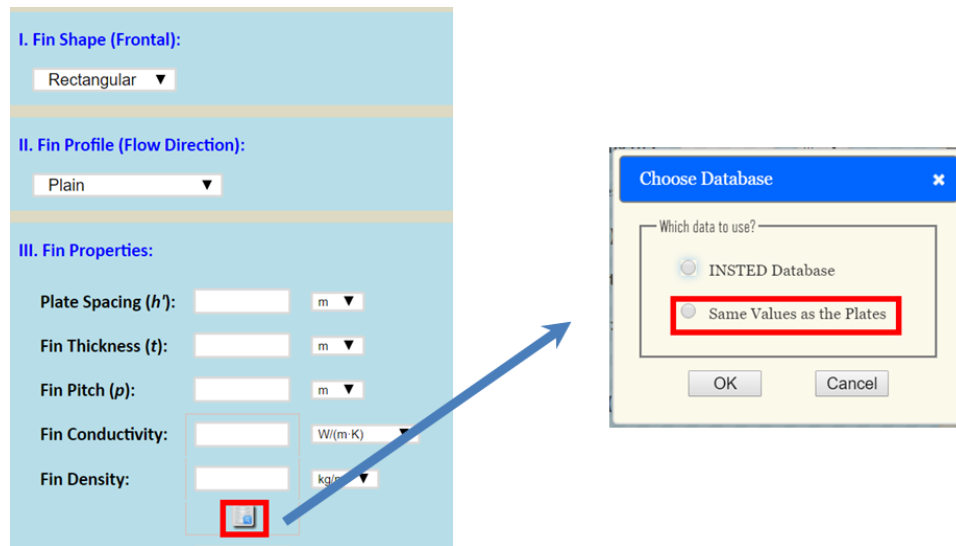 I. Fin Shape (Frontal):
Rectangular ▼
II. Fin Profile (Flow Direction):
Plain ▼
III. Fin Properties:
Plate Spacing (h'): m ▼
Fin Thickness (t): m ▼
Fin Pitch (p): m ▼
Fin Conductivity: W/(m·K) ▼
Fin Density: ▼
Choose Database ×
Which data to use?
INSTED Database
Same Values as the Plates
OK Cancel